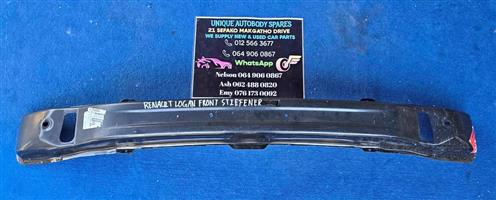 UNIQUE AUTOBODY SPARES
21 SEFAKO MAKGATHO DRIVE
WE SUPPLY NEW & USED CAR PARTS
012 566 3677
064 906 0867
WhatsApp
Nelson 064 906 0867
Ash 062 488 0820
Emy 076 173 0092
RENAULT LOGAN FRONT STIEFENER